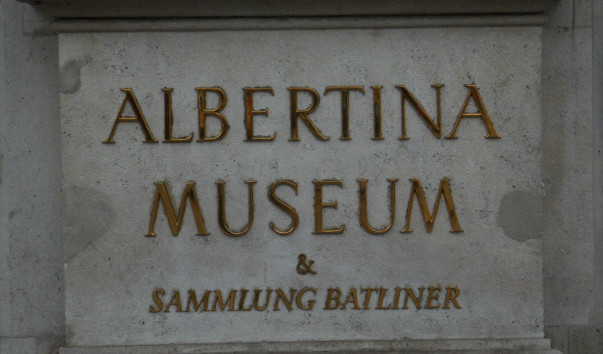 ALBERTINA
MUSEUM
&
SAMMLUNG BATLINER